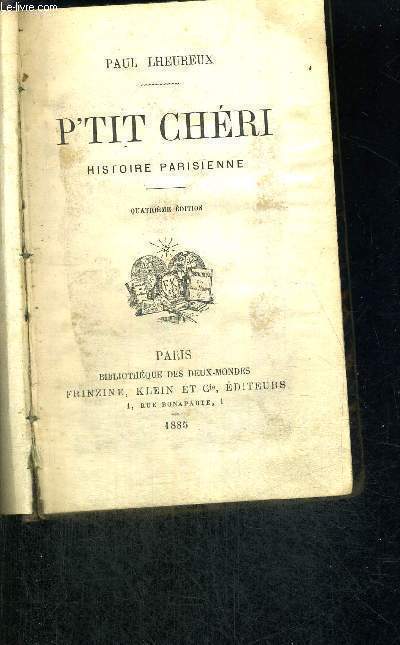 PAUL LHEUREUX
P'TIT CHÉRI
HISTOIRE PARISIENNE
QUATRIÈME ÉDITION
PARIS
BIBLIOTHÈQUE DES DEUX-MONDES
FRINZINE, KLEIN ET Cie, ÉDITEURS
1, RUE BONAPARTE, 1
1885
© Le-livre.com